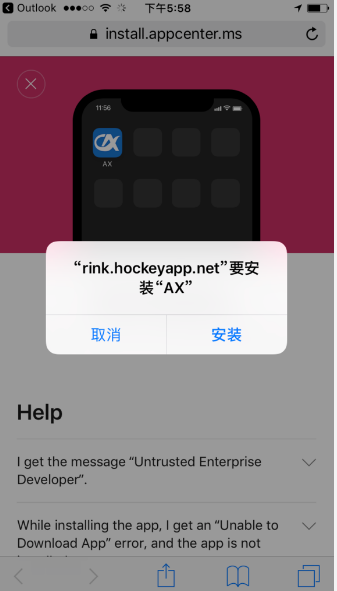 Outlook 下午5:58
install.appcenter.ms
11:56
AX
“rink.hockeyapp.net”要安
装“AX”
取消 安装
Help
I get the message “Untrusted Enterprise
Developer”.
While installing the app, I get an “Unable to
Download App” error, and the app is not